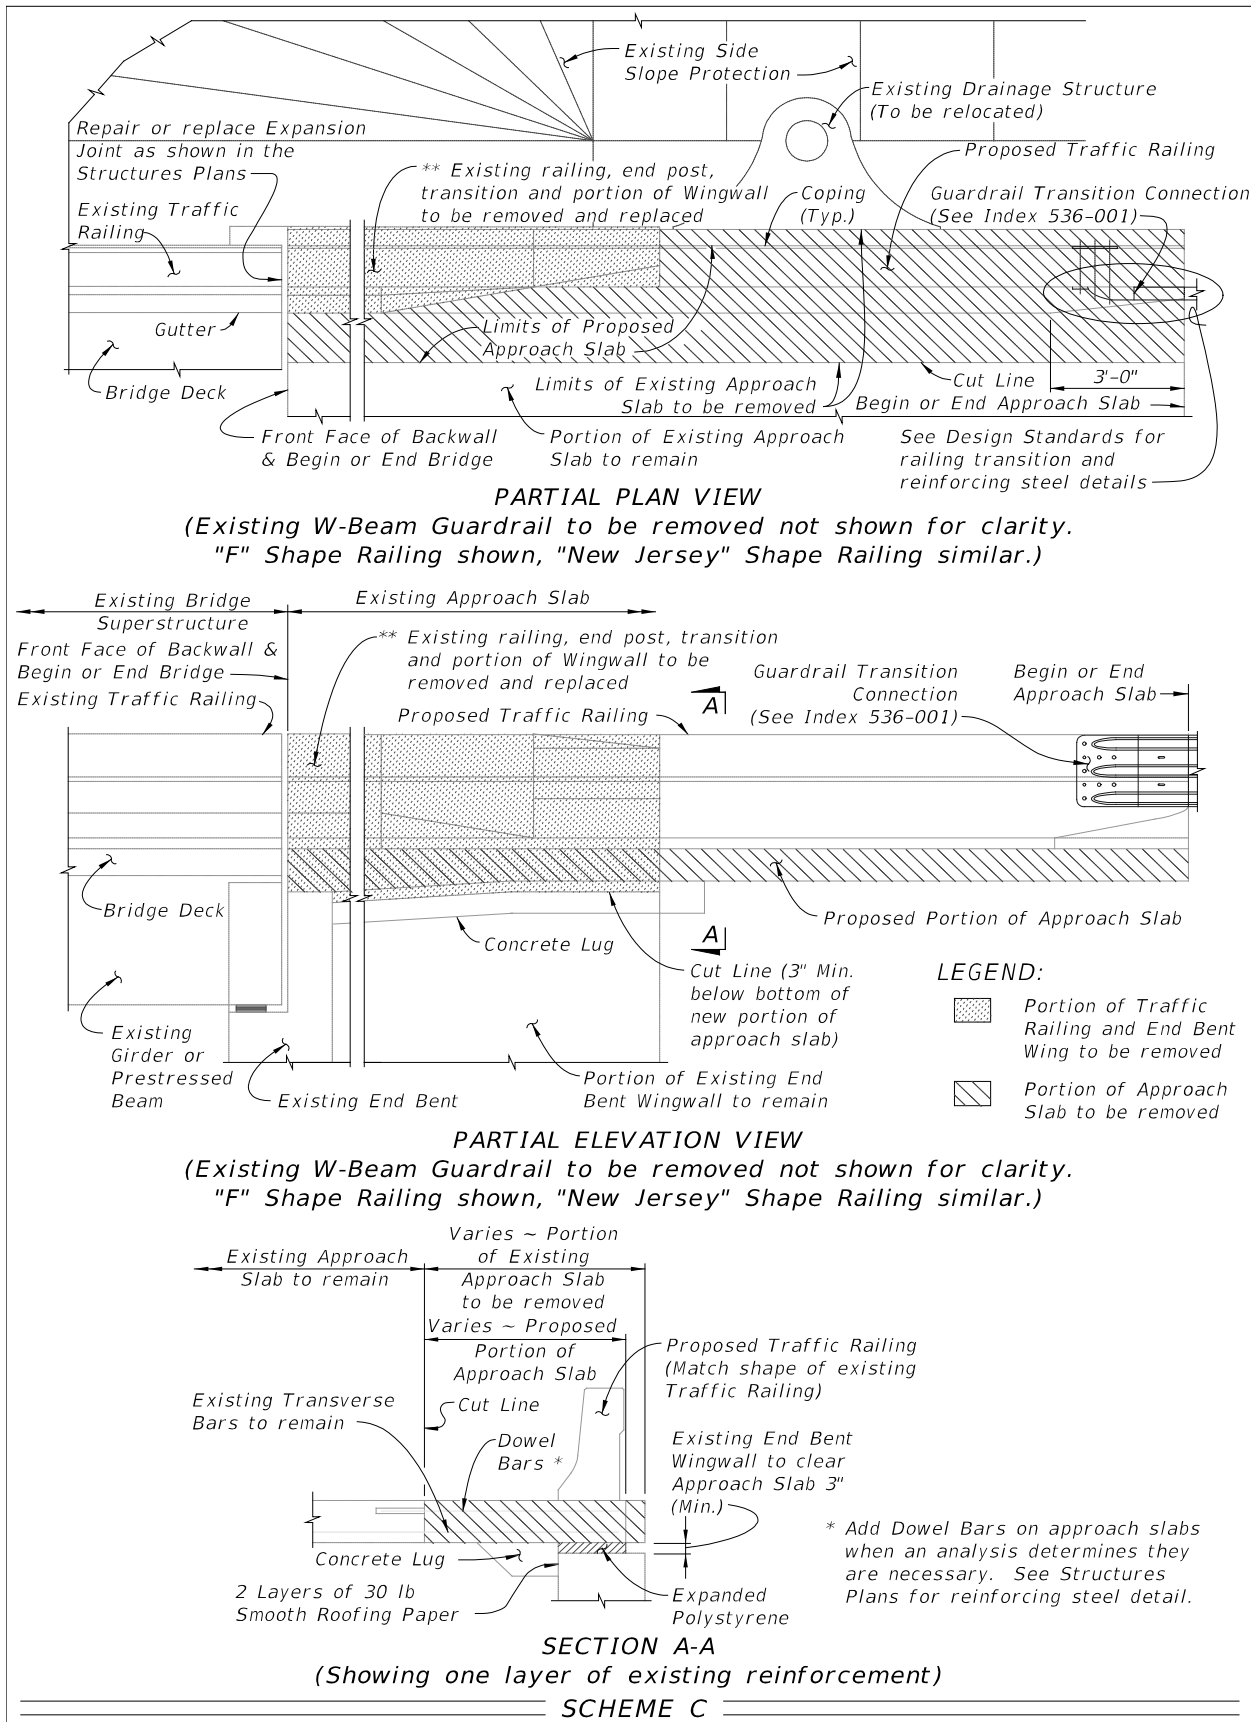 Existing Side
Slope Protection
Existing Drainage Structure
(To be relocated)
Repair or replace Expansion
Joint as shown in the
Structures Plans
Proposed Traffic Railing
** Existing railing, end post,
transition and portion of Wingwall
to be removed and replaced
Coping
(Typ.)
Guardrail Transition Connection
(See Index 536-001)
Existing Traffic
Railing
Gutter
Limits of Proposed
Approach Slab
Bridge Deck
Limits of Existing Approach
Slab to be removed
Cut Line
3'-0"
Begin or End Approach Slab
Front Face of Backwall
& Begin or End Bridge
Portion of Existing Approach
Slab to remain
See Design Standards for
railing transition and
reinforcing steel details
PARTIAL PLAN VIEW
(Existing W-Beam Guardrail to be removed not shown for clarity.
"F" Shape Railing shown, "New Jersey" Shape Railing similar.)
Existing Bridge
Superstructure
Existing Approach Slab
Front Face of Backwall &
Begin or End Bridge
Existing Traffic Railing
** Existing railing, end post, transition
and portion of Wingwall to be
removed and replaced
Proposed Traffic Railing
A
Guardrail Transition
Connection
(See Index 536-001)
Begin or End
Approach Slab
Bridge Deck
Concrete Lug
A
Proposed Portion of Approach Slab
Cut Line (3" Min.
below bottom of
new portion of
approach slab)
Existing
Girder or
Prestressed
Beam
Existing End Bent
Portion of Existing End
Bent Wingwall to remain
LEGEND:
Portion of Traffic
Railing and End Bent
Wing to be removed
Portion of Approach
Slab to be removed
PARTIAL ELEVATION VIEW
(Existing W-Beam Guardrail to be removed not shown for clarity.
"F" Shape Railing shown, "New Jersey" Shape Railing similar.)
Existing Approach
Slab to remain
Varies ~ Portion
of Existing
Approach Slab
to be removed
Varies ~ Proposed
Portion of
Approach Slab
Proposed Traffic Railing
(Match shape of existing
Traffic Railing)
Existing Transverse
Bars to remain
Cut Line
Dowel
Bars *
Existing End Bent
Wingwall to clear
Approach Slab 3"
(Min.)
Concrete Lug
2 Layers of 30 lb
Smooth Roofing Paper
Expanded
Polystyrene
* Add Dowel Bars on approach slabs
when an analysis determines they
are necessary. See Structures
Plans for reinforcing steel detail.
SECTION A-A
(Showing one layer of existing reinforcement)
SCHEME C